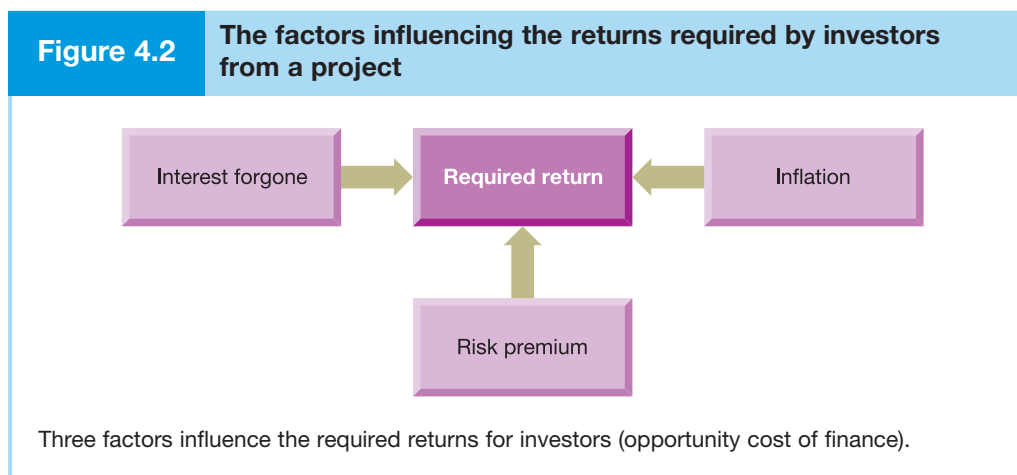 Figure 4.2
The factors influencing the returns required by investors
from a project
Interest forgone
Required return
Inflation
Risk premium
Three factors influence the required returns for investors (opportunity cost of finance).